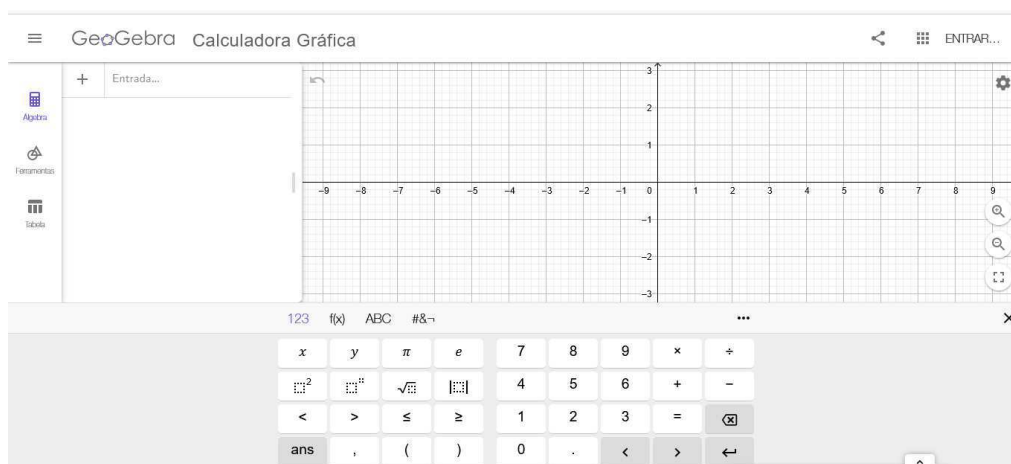 GeoGebra Calculadora Gráfica ENTRAR...
+ Entrada...
Álgebra
Ferramentas
Tabela
3
2
1
−9 −8 −7 −6 −5 −4 −3 −2 −1 0 1 2 3 4 5 6 7 8 9
−1
−2
−3
123 f(x) ABC #&¬ •••
x y π e 7 8 9 × ÷
□² □ⁿ √□ |□| 4 5 6 + −
< > ≤ ≥ 1 2 3 =
ans , ( ) 0 . < >